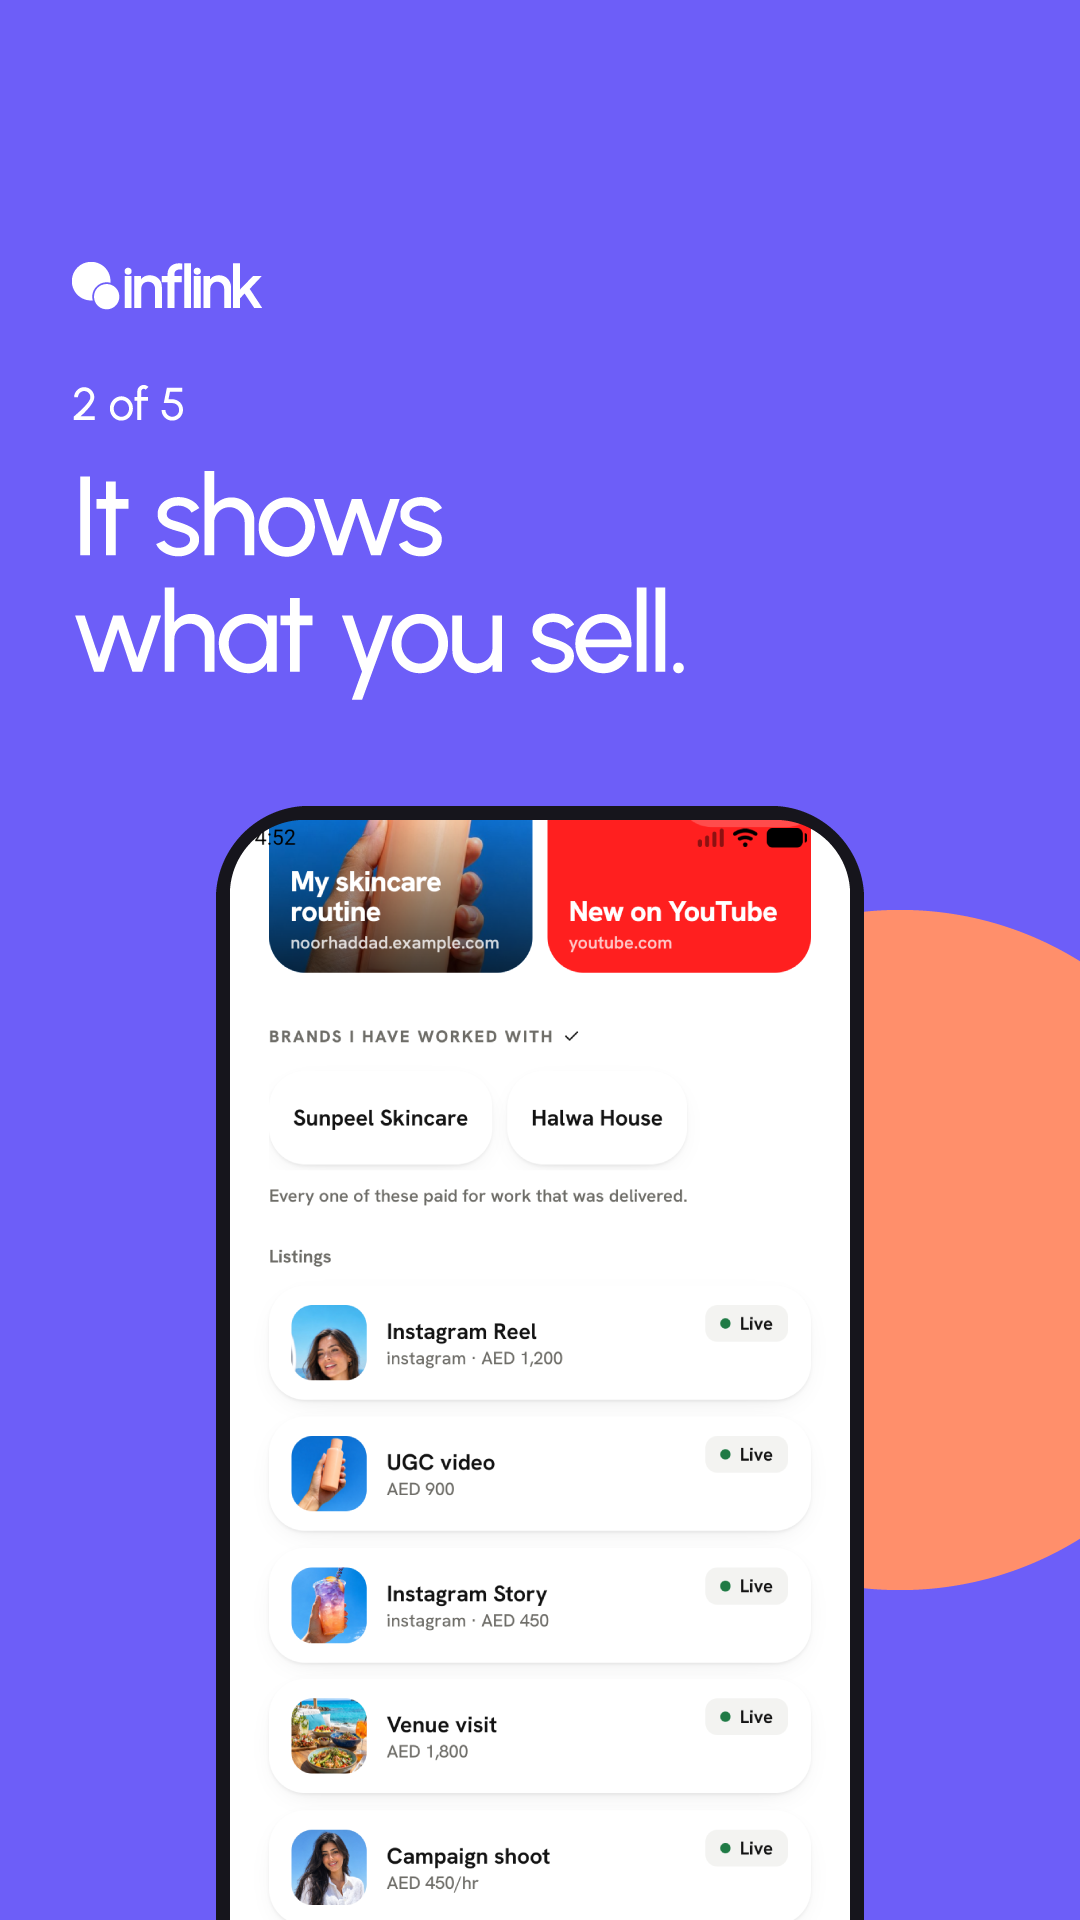 inflink
2 of 5
It shows
what you sell.
4:52
My skincare
routine
noorhaddad.example.com
New on YouTube
youtube.com
BRANDS I HAVE WORKED WITH ✓
Sunpeel Skincare
Halwa House
Every one of these paid for work that was delivered.
Listings
Instagram Reel
instagram · AED 1,200
Live
UGC video
AED 900
Live
Instagram Story
instagram · AED 450
Live
Venue visit
AED 1,800
Live
Campaign shoot
AED 450/hr
Live